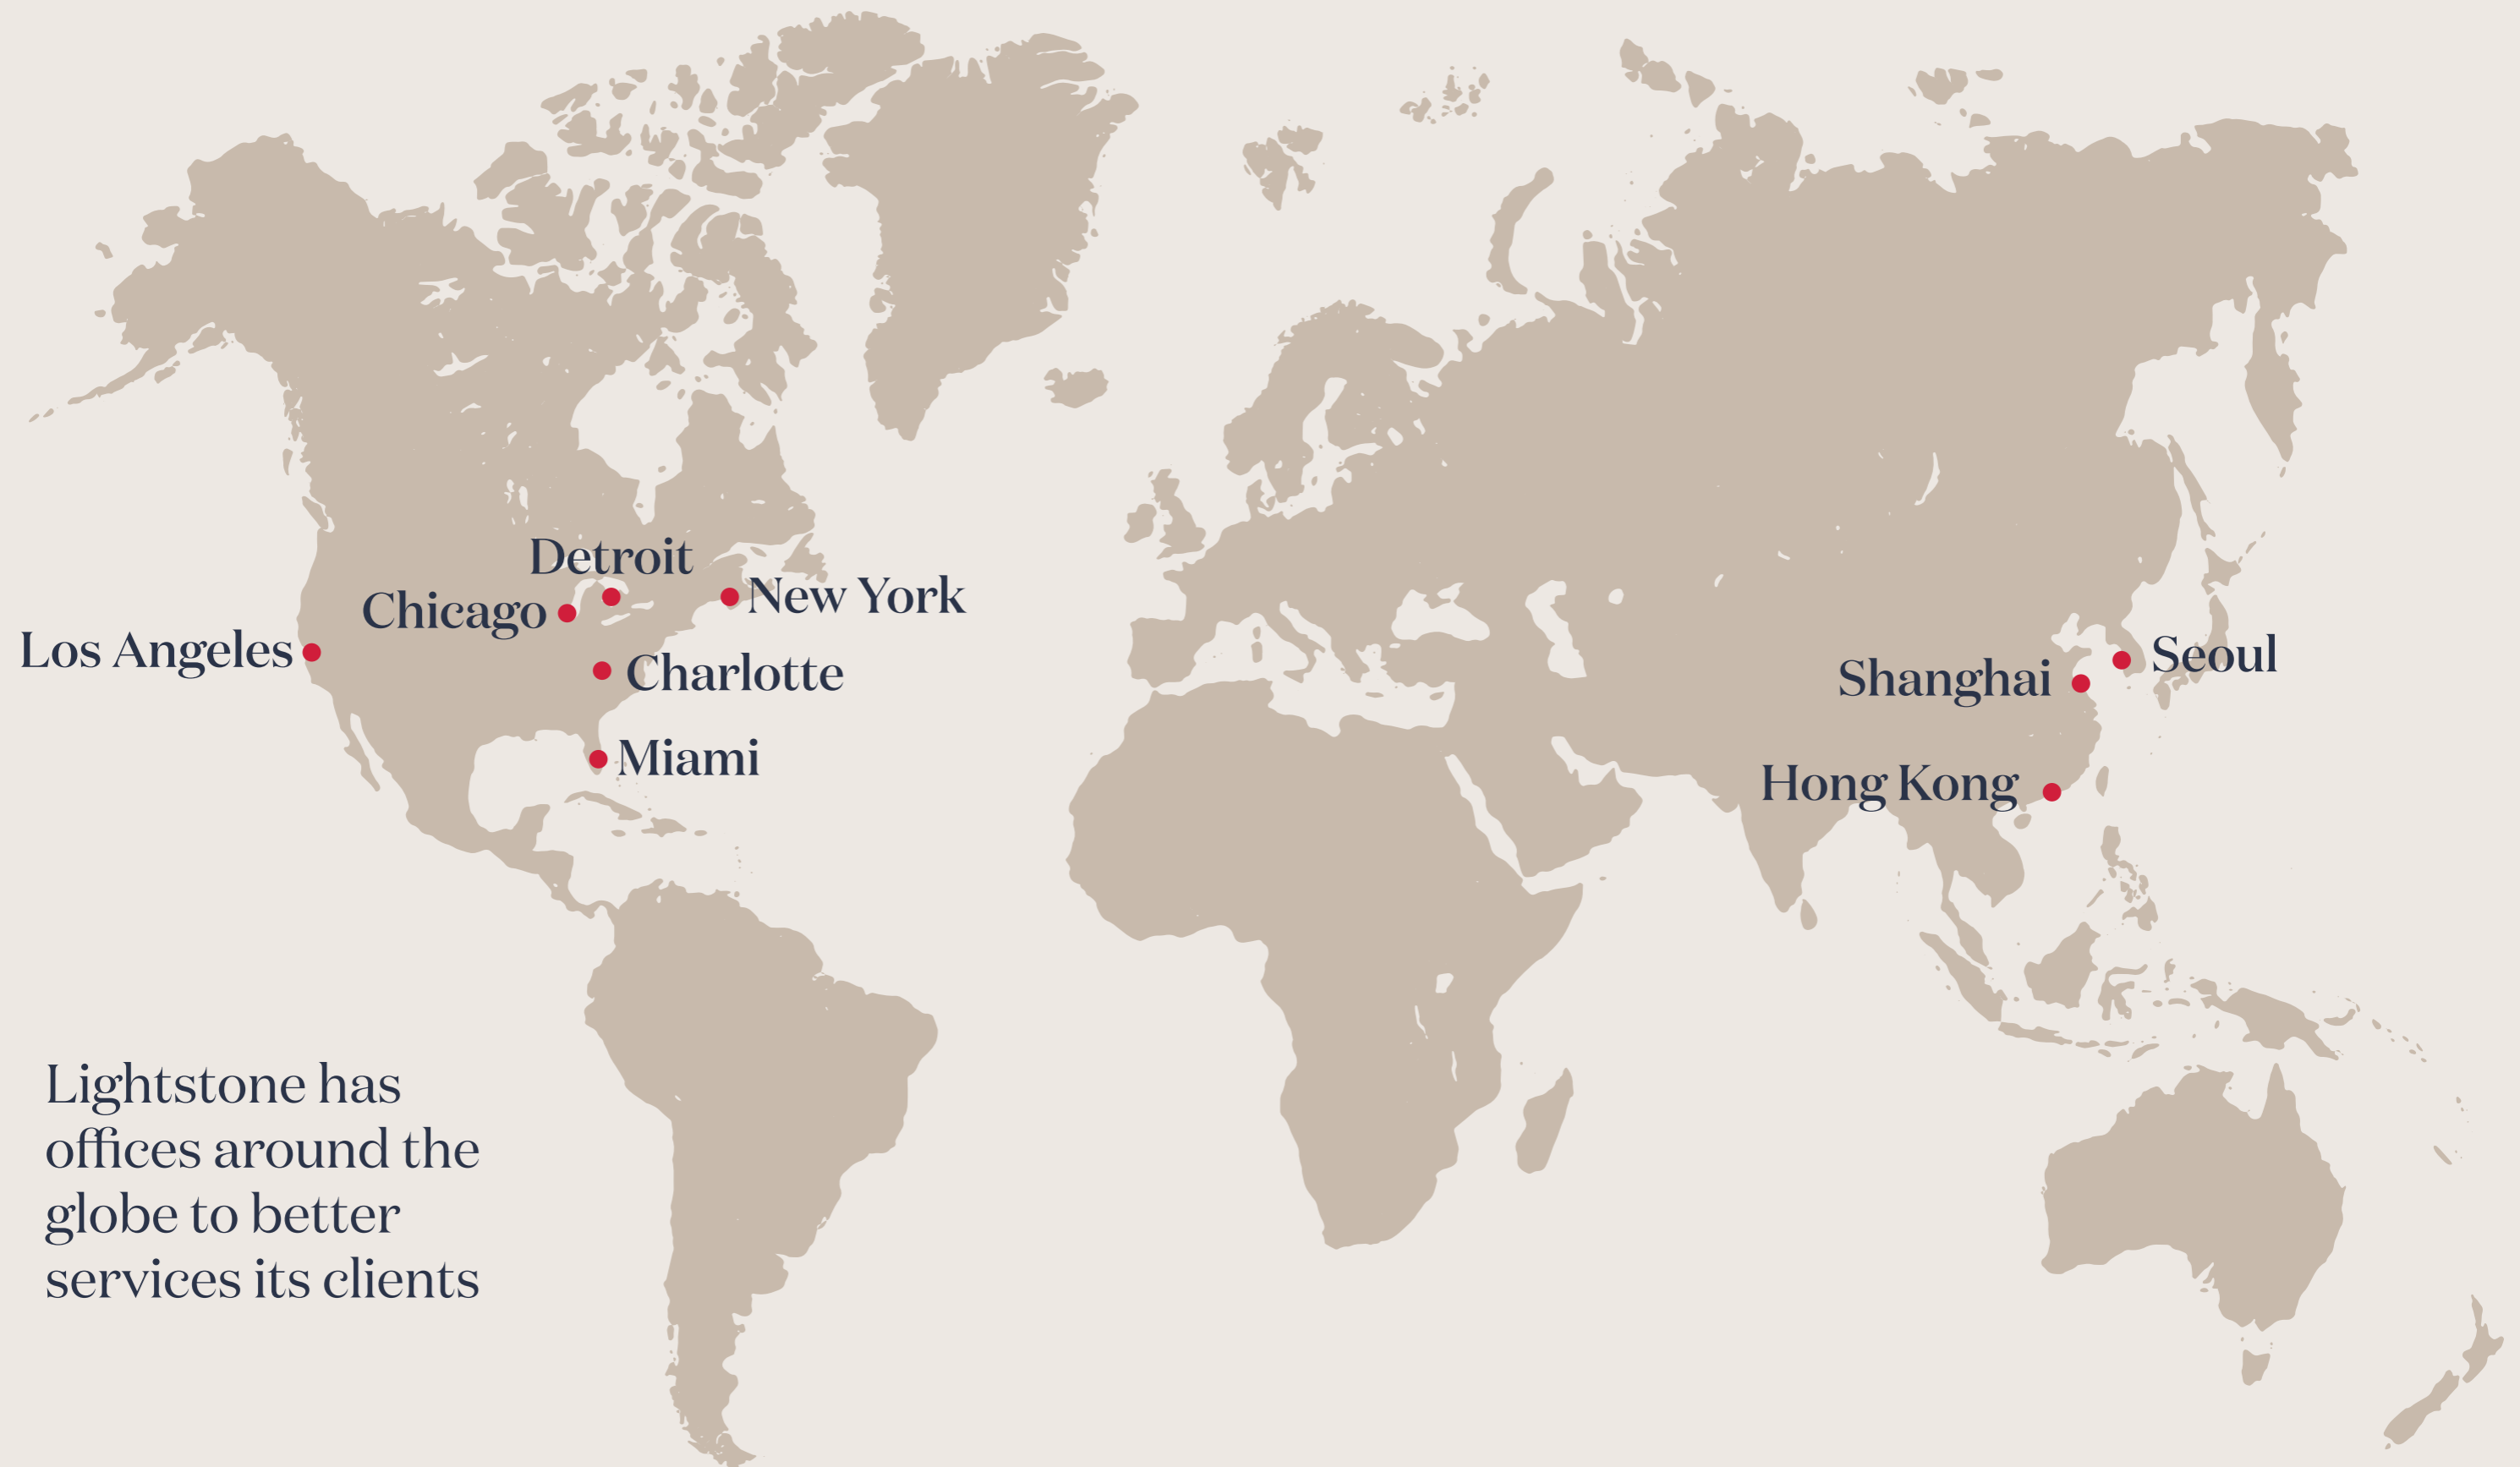 Detroit
New York
Chicago
Los Angeles
Charlotte
Miami
Seoul
Shanghai
Hong Kong
Lightstone has
offices around the
globe to better
services its clients